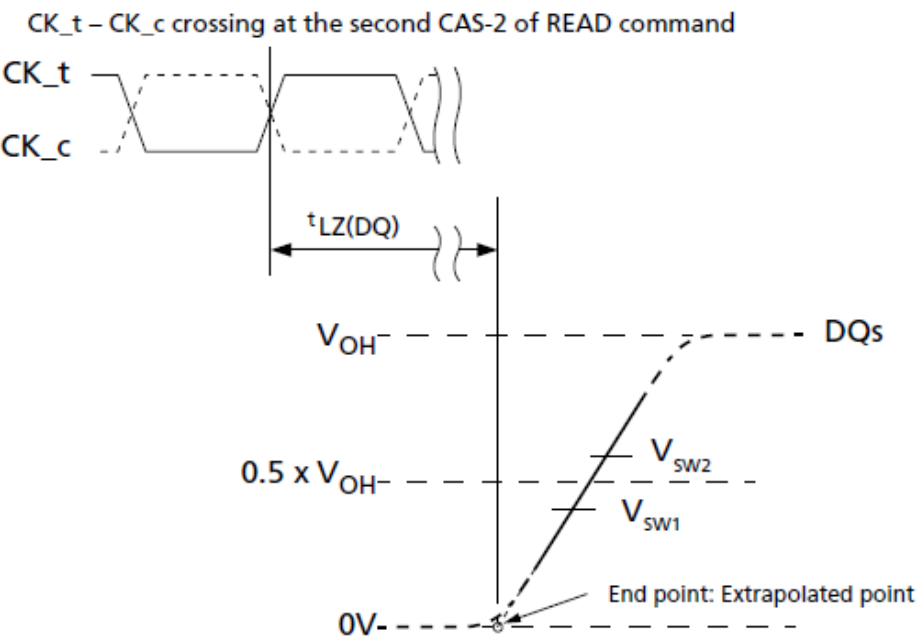 CK_t – CK_c crossing at the second CAS-2 of READ command
CK_t
CK_c
tLZ(DQ)
VOH
DQs
VSW2
0.5 x VOH
VSW1
End point: Extrapolated point
0V